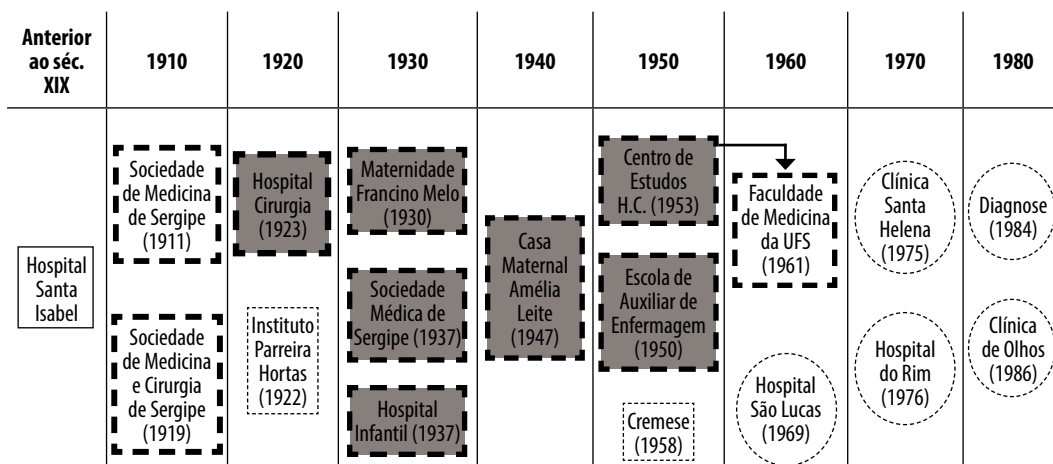 Anterior
ao séc.
XIX
1910
1920
1930
1940
1950
1960
1970
1980
Hospital
Santa
Isabel
Sociedade
de Medicina
de Sergipe
(1911)
Sociedade
de Medicina
e Cirurgia
de Sergipe
(1919)
Hospital
Cirurgia
(1923)
Instituto
Parreira
Hortas
(1922)
Maternidade
Francino Melo
(1930)
Sociedade
Médica de
Sergipe (1937)
Hospital
Infantil (1937)
Casa
Maternal
Amélia
Leite
(1947)
Centro de
Estudos
H.C. (1953)
Escola de
Auxiliar de
Enfermagem
(1950)
Cremese
(1958)
Faculdade
de Medicina
da UFS
(1961)
Hospital
São Lucas
(1969)
Clínica
Santa
Helena
(1975)
Hospital
do Rim
(1976)
Diagnose
(1984)
Clínica
de Olhos
(1986)